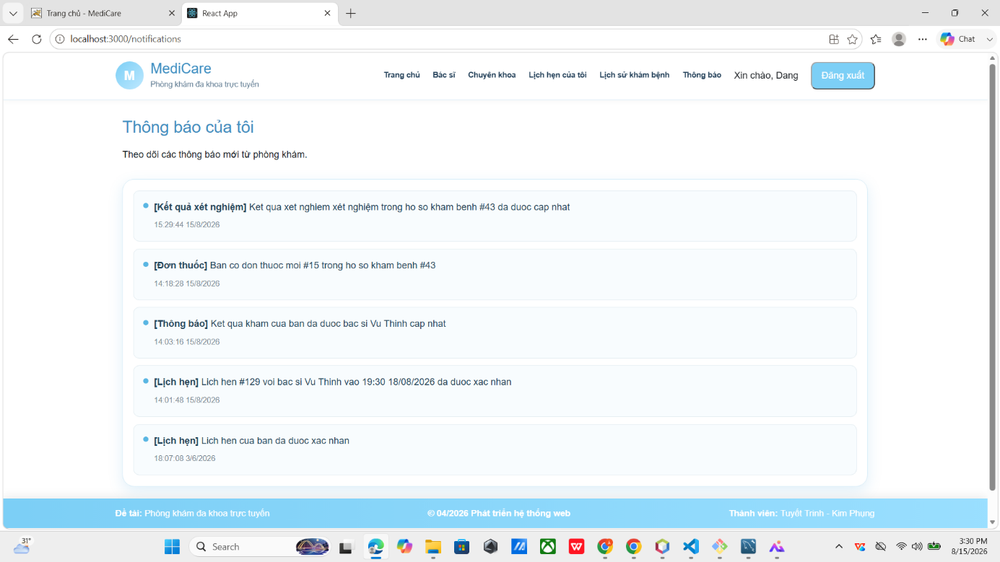 Trang chủ - MediCare
React App
localhost:3000/notifications
Chat
M
MediCare
Phòng khám đa khoa trực tuyến
Trang chủ
Bác sĩ
Chuyên khoa
Lịch hẹn của tôi
Lịch sử khám bệnh
Thông báo
Xin chào, Dang
Đăng xuất
Thông báo của tôi
Theo dõi các thông báo mới từ phòng khám.
[Kết quả xét nghiệm] Ket qua xet nghiem xét nghiệm trong ho so kham benh #43 da duoc cap nhat
15:29:44 15/8/2026
[Đơn thuốc] Ban co don thuoc moi #15 trong ho so kham benh #43
14:18:28 15/8/2026
[Thông báo] Ket qua kham cua ban da duoc bac si Vu Thinh cap nhat
14:03:16 15/8/2026
[Lịch hẹn] Lich hen #129 voi bac si Vu Thinh vao 19:30 18/08/2026 da duoc xac nhan
14:01:48 15/8/2026
[Lịch hẹn] Lich hen cua ban da duoc xac nhan
18:07:08 3/6/2026
Đề tài: Phòng khám đa khoa trực tuyến
© 04/2026 Phát triển hệ thống web
Thành viên: Tuyết Trinh - Kim Phụng
31°
Search
3:30 PM
8/15/2026